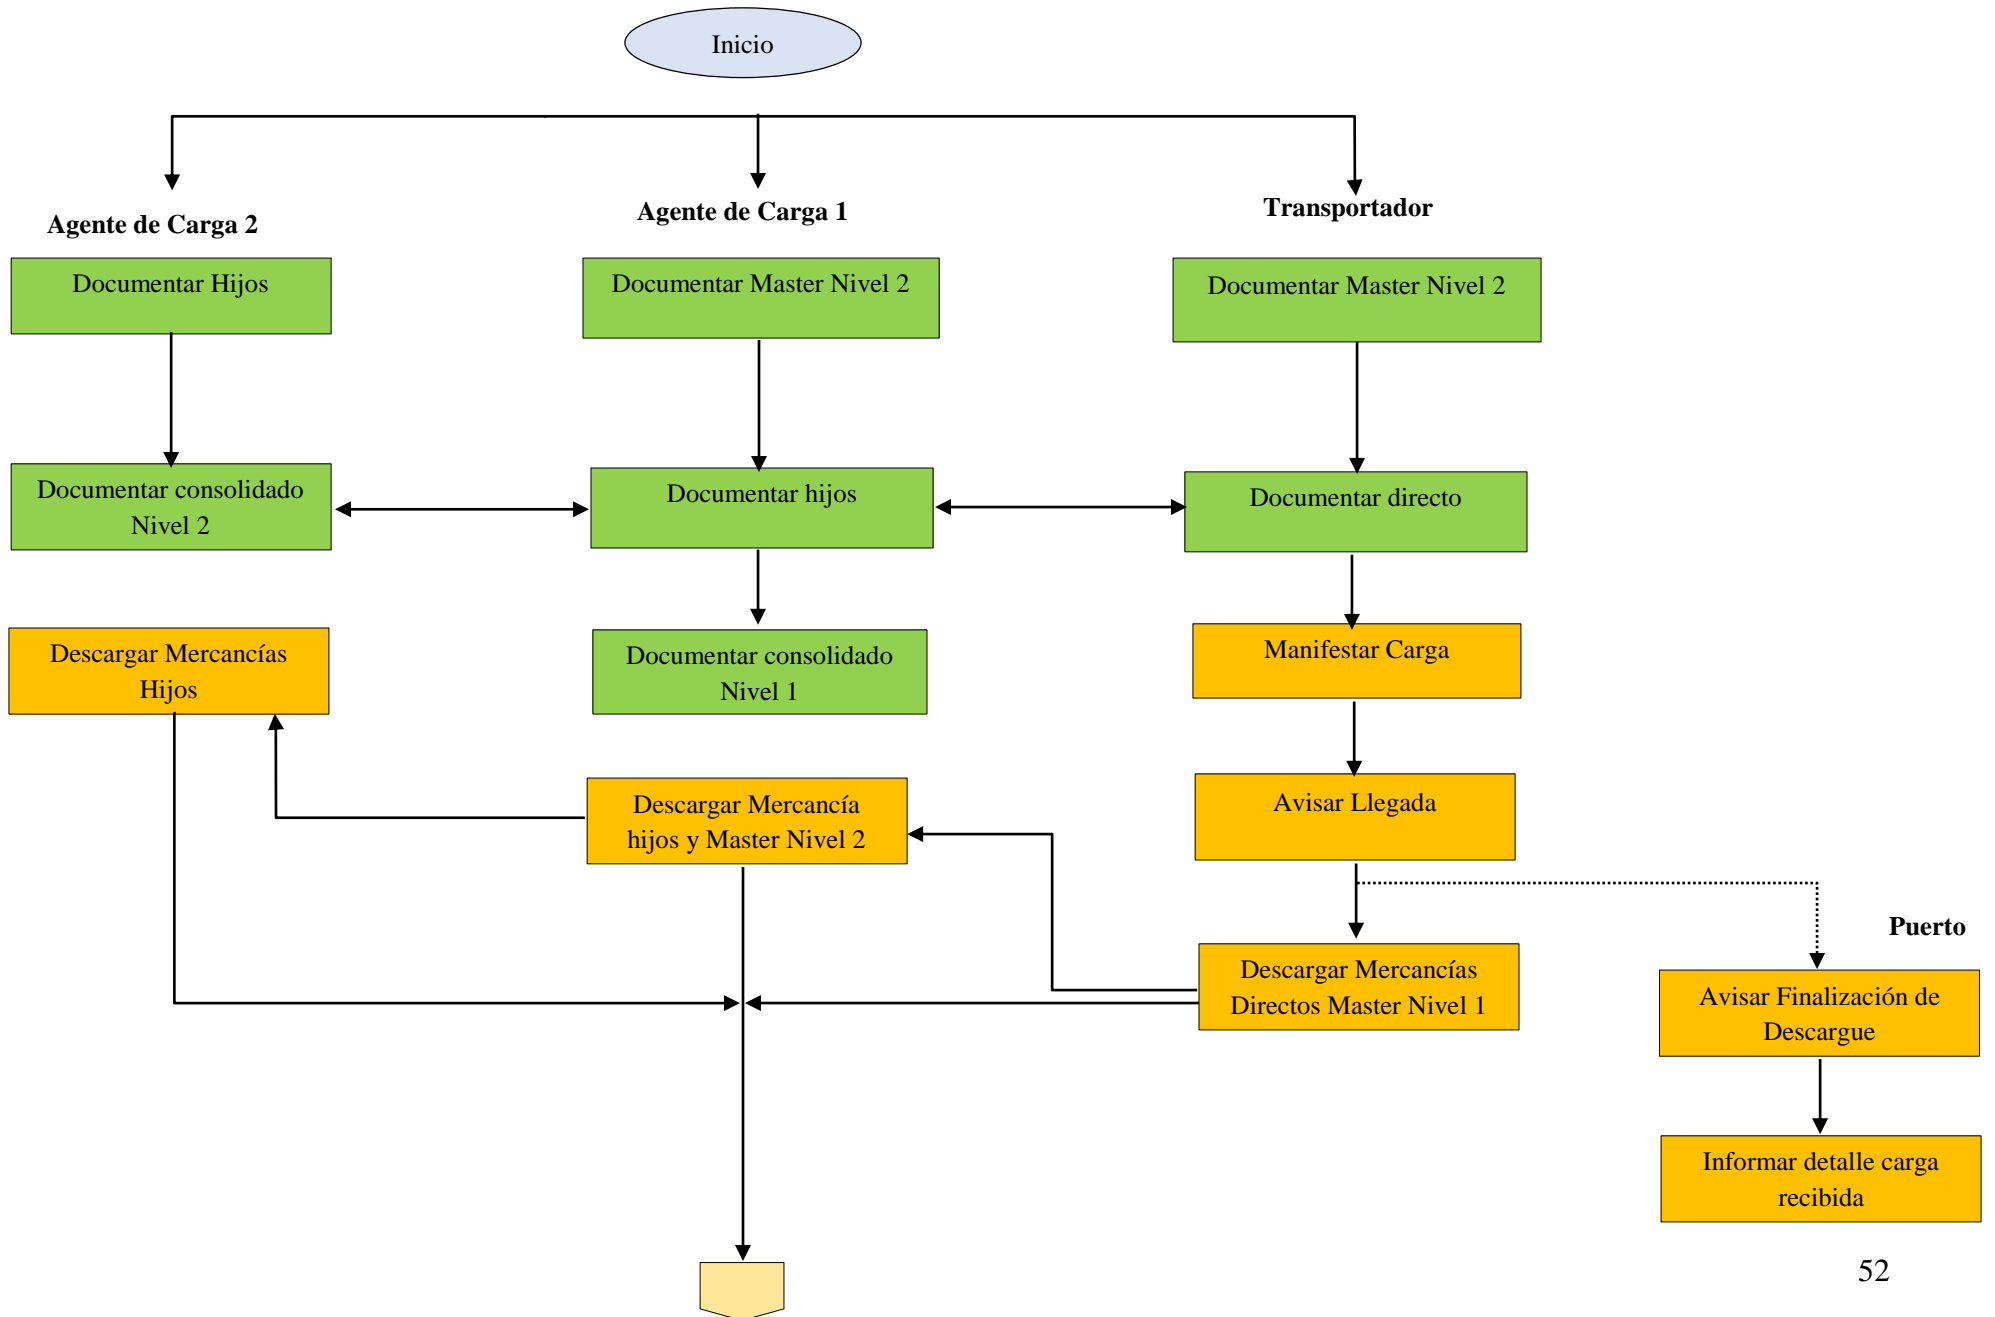 Inicio
Agente de Carga 2
Agente de Carga 1
Transportador
Documentar Hijos
Documentar Master Nivel 2
Documentar Master Nivel 2
Documentar consolidado
Nivel 2
Documentar hijos
Documentar directo
Descargar Mercancías
Hijos
Documentar consolidado
Nivel 1
Manifestar Carga
Descargar Mercancía
hijos y Master Nivel 2
Avisar Llegada
Puerto
Descargar Mercancías
Directos Master Nivel 1
Avisar Finalización de
Descargue
Informar detalle carga
recibida
52